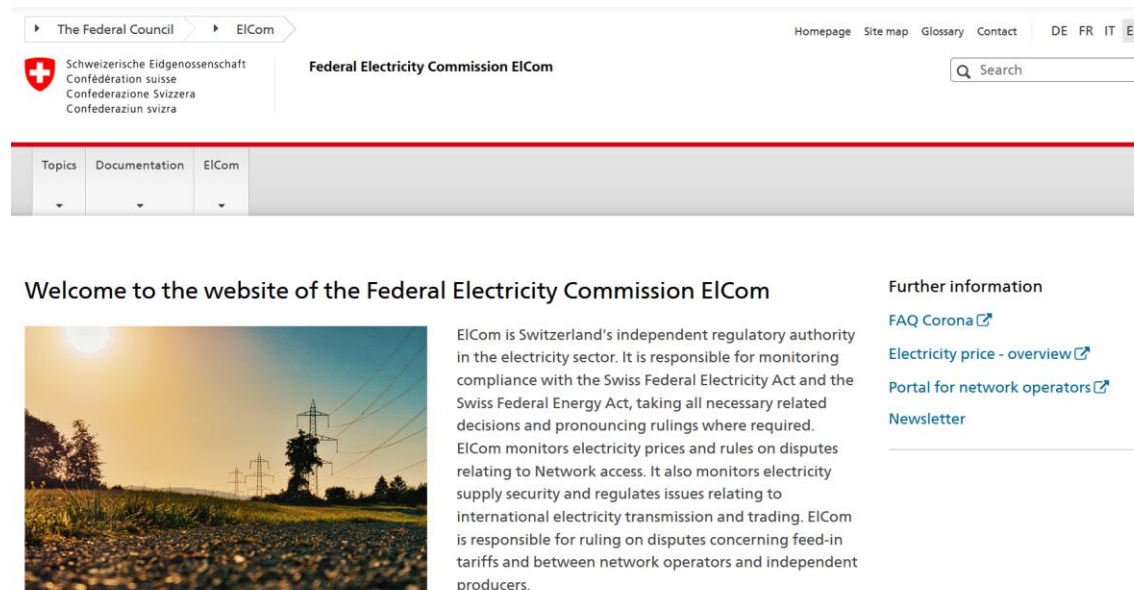 The Federal Council ElCom
Homepage Site map Glossary Contact DE FR IT E
Schweizerische Eidgenossenschaft
Confédération suisse
Confederazione Svizzera
Confederaziun svizra
Federal Electricity Commission ElCom
Search
Topics Documentation ElCom
Welcome to the website of the Federal Electricity Commission ElCom
ElCom is Switzerland's independent regulatory authority
in the electricity sector. It is responsible for monitoring
compliance with the Swiss Federal Electricity Act and the
Swiss Federal Energy Act, taking all necessary related
decisions and pronouncing rulings where required.
ElCom monitors electricity prices and rules on disputes
relating to Network access. It also monitors electricity
supply security and regulates issues relating to
international electricity transmission and trading. ElCom
is responsible for ruling on disputes concerning feed-in
tariffs and between network operators and independent
producers.
Further information
FAQ Corona
Electricity price - overview
Portal for network operators
Newsletter